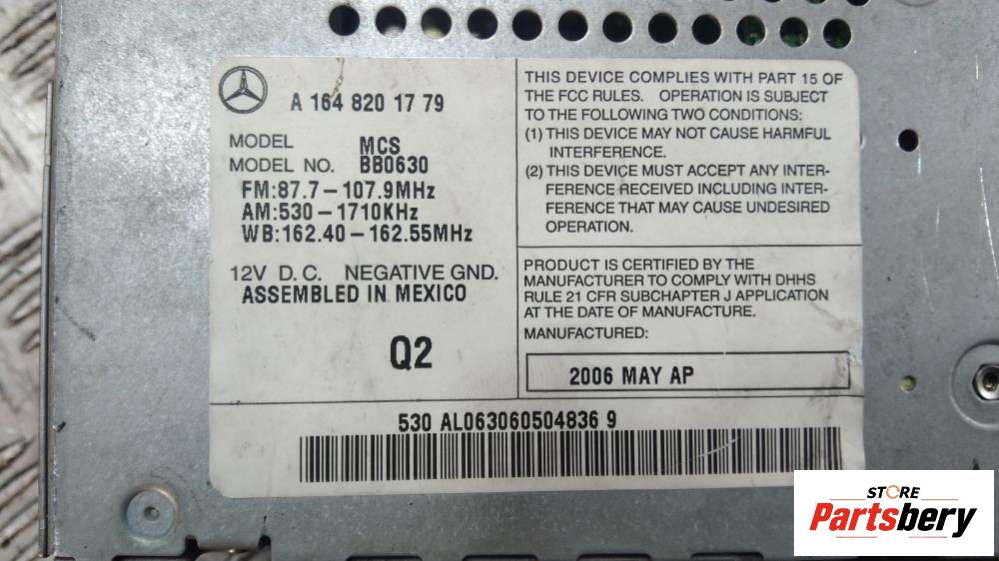 A 164 820 17 79
MODEL MCS
MODEL NO. BB0630
FM:87.7-107.9MHz
AM:530-1710KHz
WB:162.40-162.55MHz
12V D.C. NEGATIVE GND.
ASSEMBLED IN MEXICO
Q2
THIS DEVICE COMPLIES WITH PART 15 OF
THE FCC RULES. OPERATION IS SUBJECT
TO THE FOLLOWING TWO CONDITIONS:
(1) THIS DEVICE MAY NOT CAUSE HARMFUL
INTERFERENCE.
(2) THIS DEVICE MUST ACCEPT ANY INTER-
FERENCE RECEIVED INCLUDING INTER-
FERENCE THAT MAY CAUSE UNDESIRED
OPERATION.
PRODUCT IS CERTIFIED BY THE
MANUFACTURER TO COMPLY WITH DHHS
RULE 21 CFR SUBCHAPTER J APPLICATION
AT THE DATE OF MANUFACTURE.
MANUFACTURED:
2006 MAY AP
530 AL063060504836 9
STORE
Partsbery